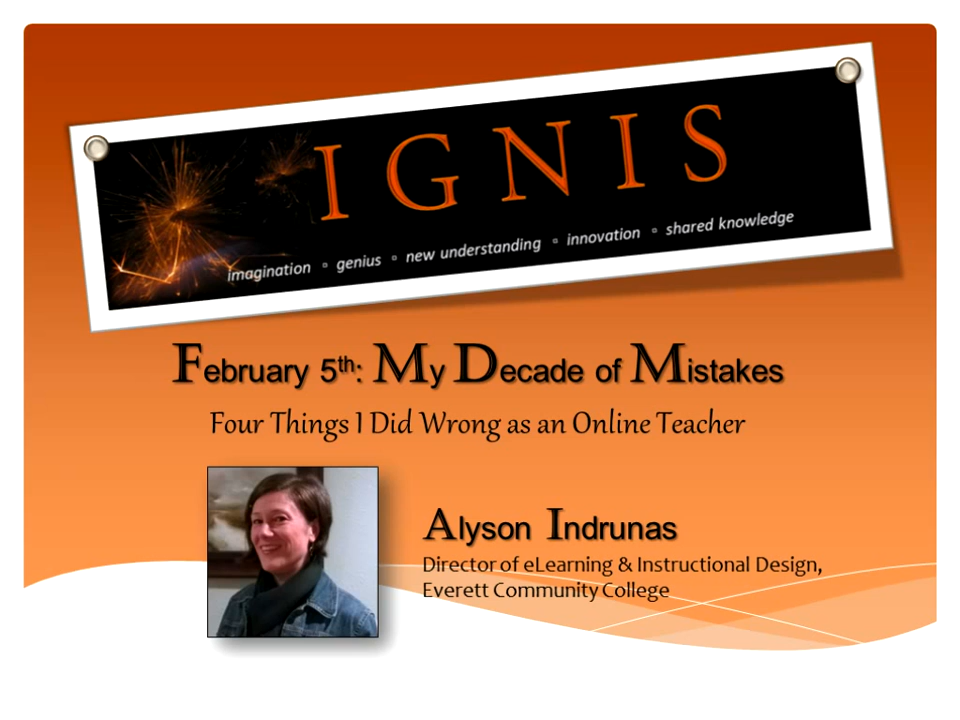 IGNIS
imagination ▫ genius ▫ new understanding ▫ innovation ▫ shared knowledge
February 5th: My Decade of Mistakes
Four Things I Did Wrong as an Online Teacher
Alyson Indrunas
Director of eLearning & Instructional Design,
Everett Community College